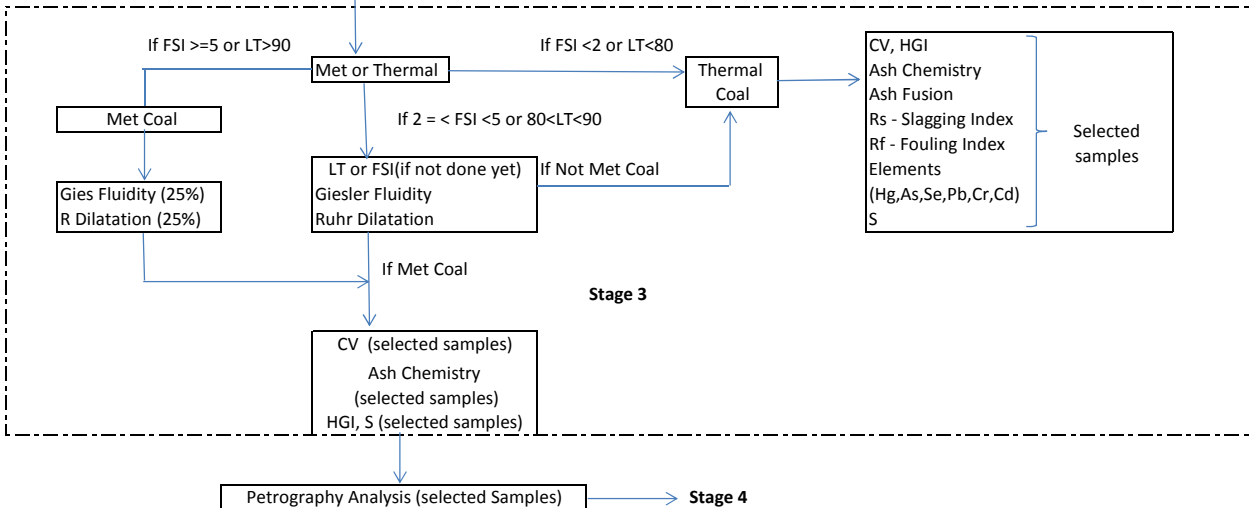 If FSI >=5 or LT>90
If FSI <2 or LT<80
Met or Thermal
Thermal
Coal
CV, HGI
Ash Chemistry
Ash Fusion
Rs - Slagging Index
Rf - Fouling Index
Elements
(Hg,As,Se,Pb,Cr,Cd)
S
Selected
samples
Met Coal
If 2 = < FSI <5 or 80<LT<90
Gies Fluidity (25%)
R Dilatation (25%)
LT or FSI(if not done yet)
Giesler Fluidity
Ruhr Dilatation
If Not Met Coal
If Met Coal
Stage 3
CV (selected samples)
Ash Chemistry
(selected samples)
HGI, S (selected samples)
Petrography Analysis (selected Samples)
Stage 4